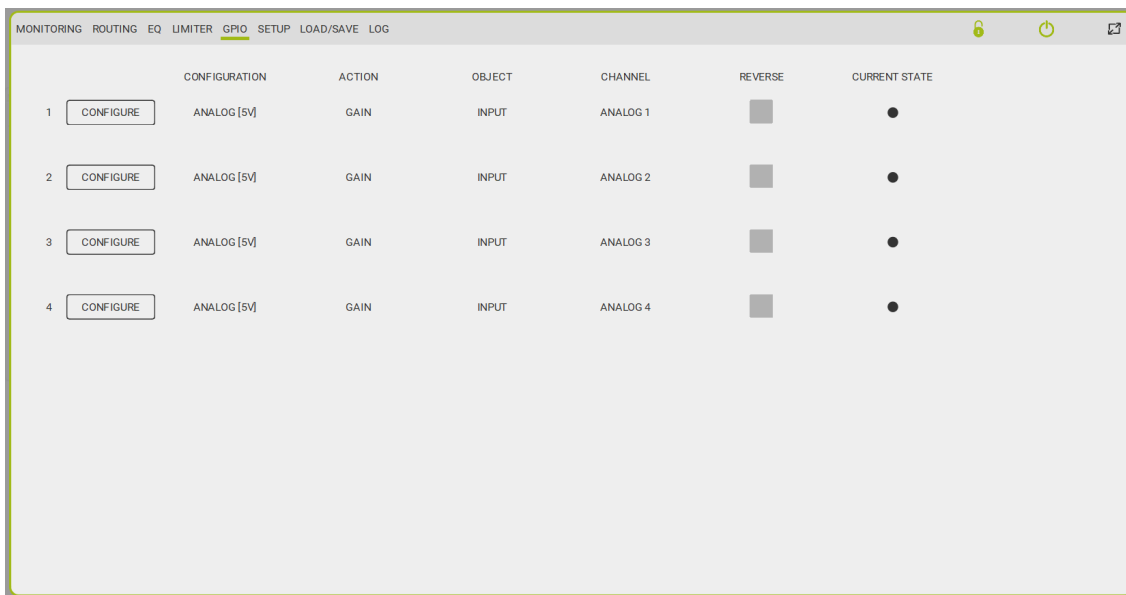 MONITORING ROUTING EQ LIMITER GPIO SETUP LOAD/SAVE LOG
CONFIGURATION ACTION OBJECT CHANNEL REVERSE CURRENT STATE
1 CONFIGURE ANALOG [5V] GAIN INPUT ANALOG 1
2 CONFIGURE ANALOG [5V] GAIN INPUT ANALOG 2
3 CONFIGURE ANALOG [5V] GAIN INPUT ANALOG 3
4 CONFIGURE ANALOG [5V] GAIN INPUT ANALOG 4